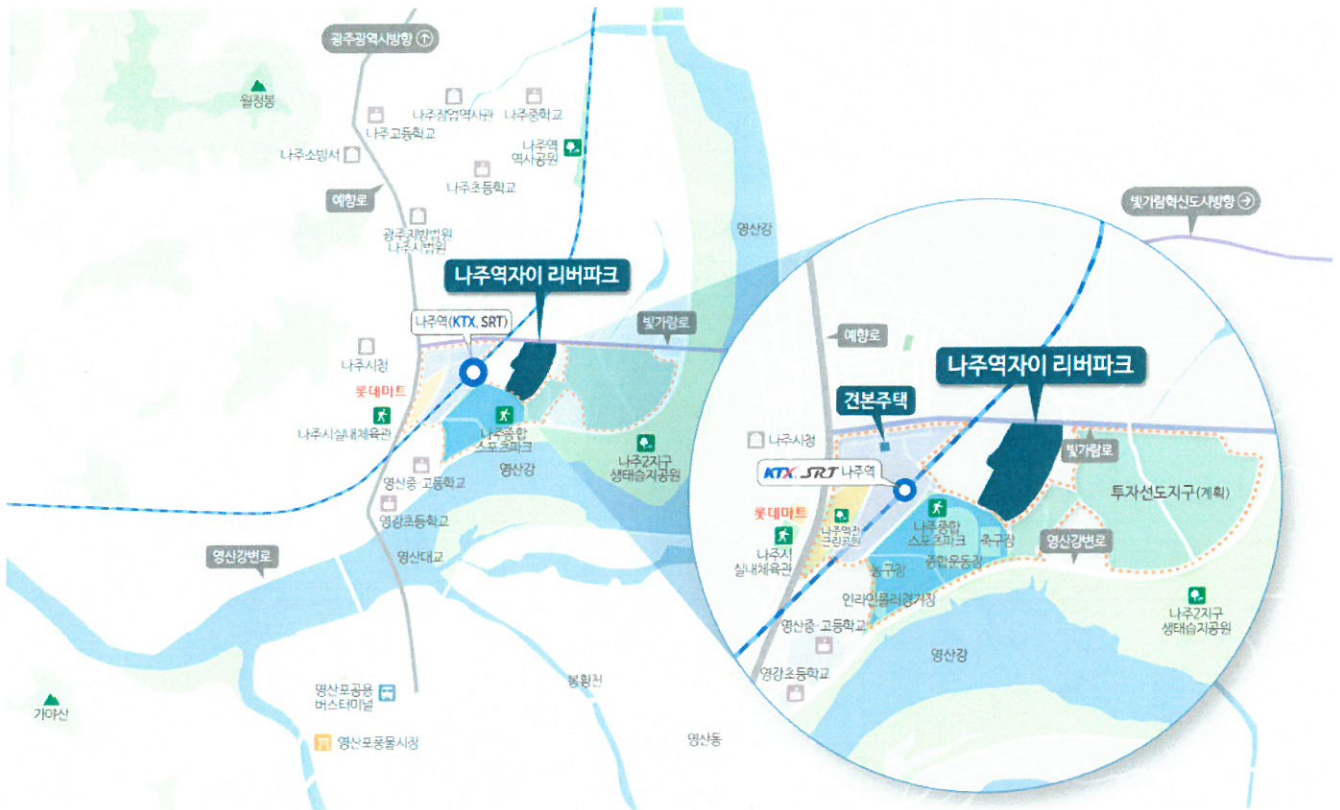 광주광역시방향
월정봉
나주잠업역사관
나주중학교
나주고등학교
나주역
역사공원
나주소방서
나주초등학교
예향로
광주지방법원
나주시법원
영산강
빛가람혁신도시방향
나주역자이 리버파크
나주역(KTX, SRT)
빛가람로
나주시청
롯데마트
나주시실내체육관
나주종합
스포츠파크
영산강
나주2지구
생태습지공원
영산중·고등학교
영강초등학교
영산강변로
영산대교
영산포공용
버스터미널
영산포풍물시장
가야산
봉황천
영산동
예향로
나주역자이 리버파크
견본주택
나주시청
빛가람로
KTX, SRT 나주역
투자선도지구(계획)
롯데마트
나주역전
근린공원
나주종합
스포츠파크
축구장
영산강변로
나주시
실내체육관
농구장
종합운동장
인라인롤러경기장
나주2지구
생태습지공원
영산중·고등학교
영산강
영강초등학교